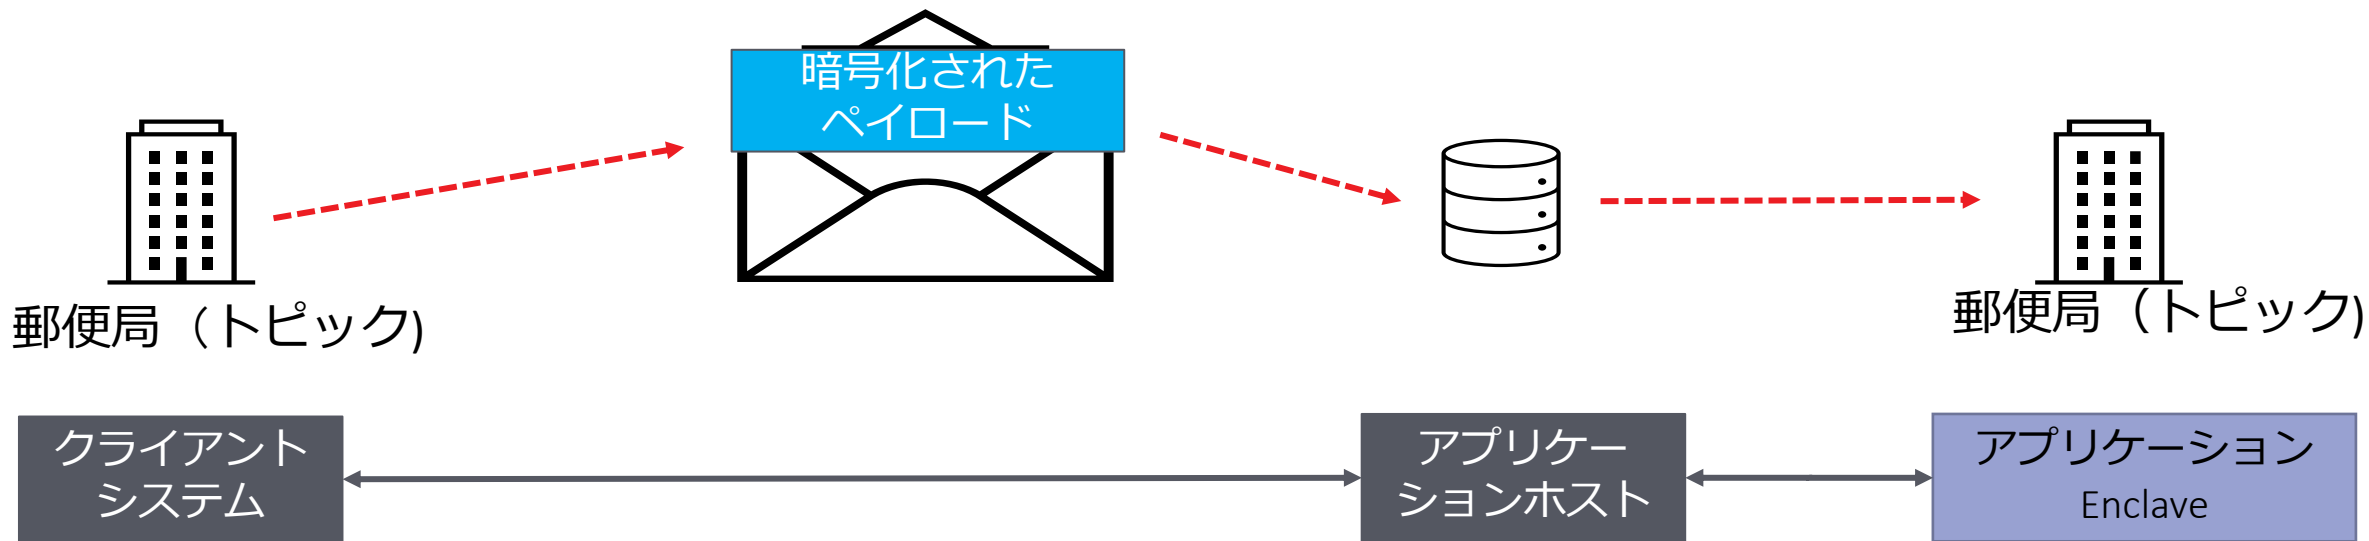 暗号化された
ペイロード
郵便局（トピック)
郵便局（トピック)
クライアント
システム
アプリケー
ションホスト
アプリケーション
Enclave